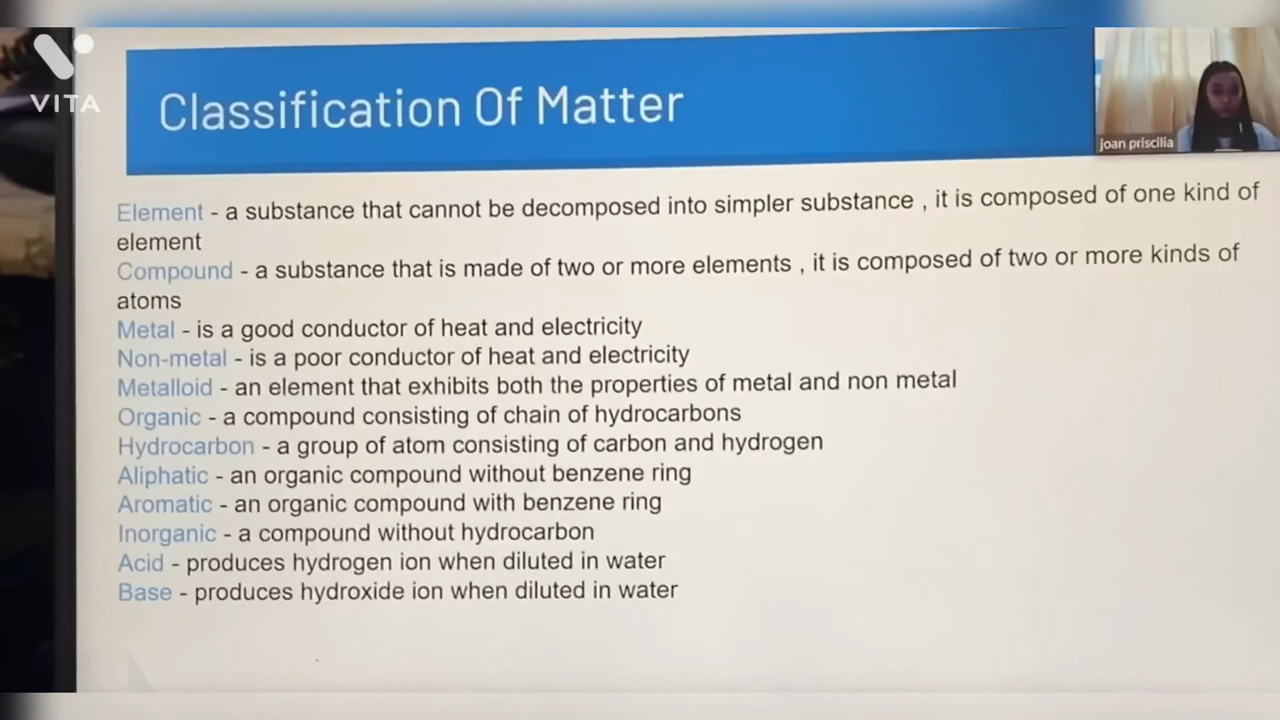 VITA
Classification Of Matter
joan priscilia
Element - a substance that cannot be decomposed into simpler substance , it is composed of one kind of
element
Compound - a substance that is made of two or more elements , it is composed of two or more kinds of
atoms
Metal - is a good conductor of heat and electricity
Non-metal - is a poor conductor of heat and electricity
Metalloid - an element that exhibits both the properties of metal and non metal
Organic - a compound consisting of chain of hydrocarbons
Hydrocarbon - a group of atom consisting of carbon and hydrogen
Aliphatic - an organic compound without benzene ring
Aromatic - an organic compound with benzene ring
Inorganic - a compound without hydrocarbon
Acid - produces hydrogen ion when diluted in water
Base - produces hydroxide ion when diluted in water